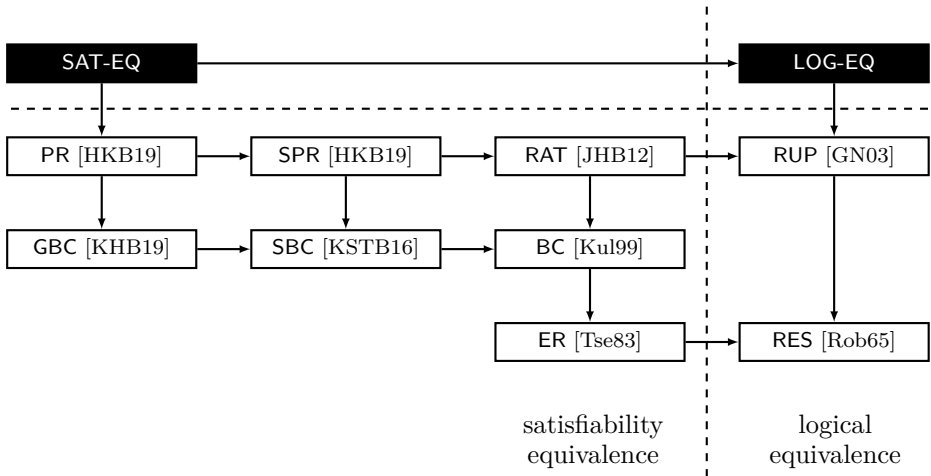 SAT-EQ
LOG-EQ
PR [HKB19]
SPR [HKB19]
RAT [JHB12]
RUP [GN03]
GBC [KHB19]
SBC [KSTB16]
BC [Kul99]
ER [Tse83]
RES [Rob65]
satisfiability
equivalence
logical
equivalence